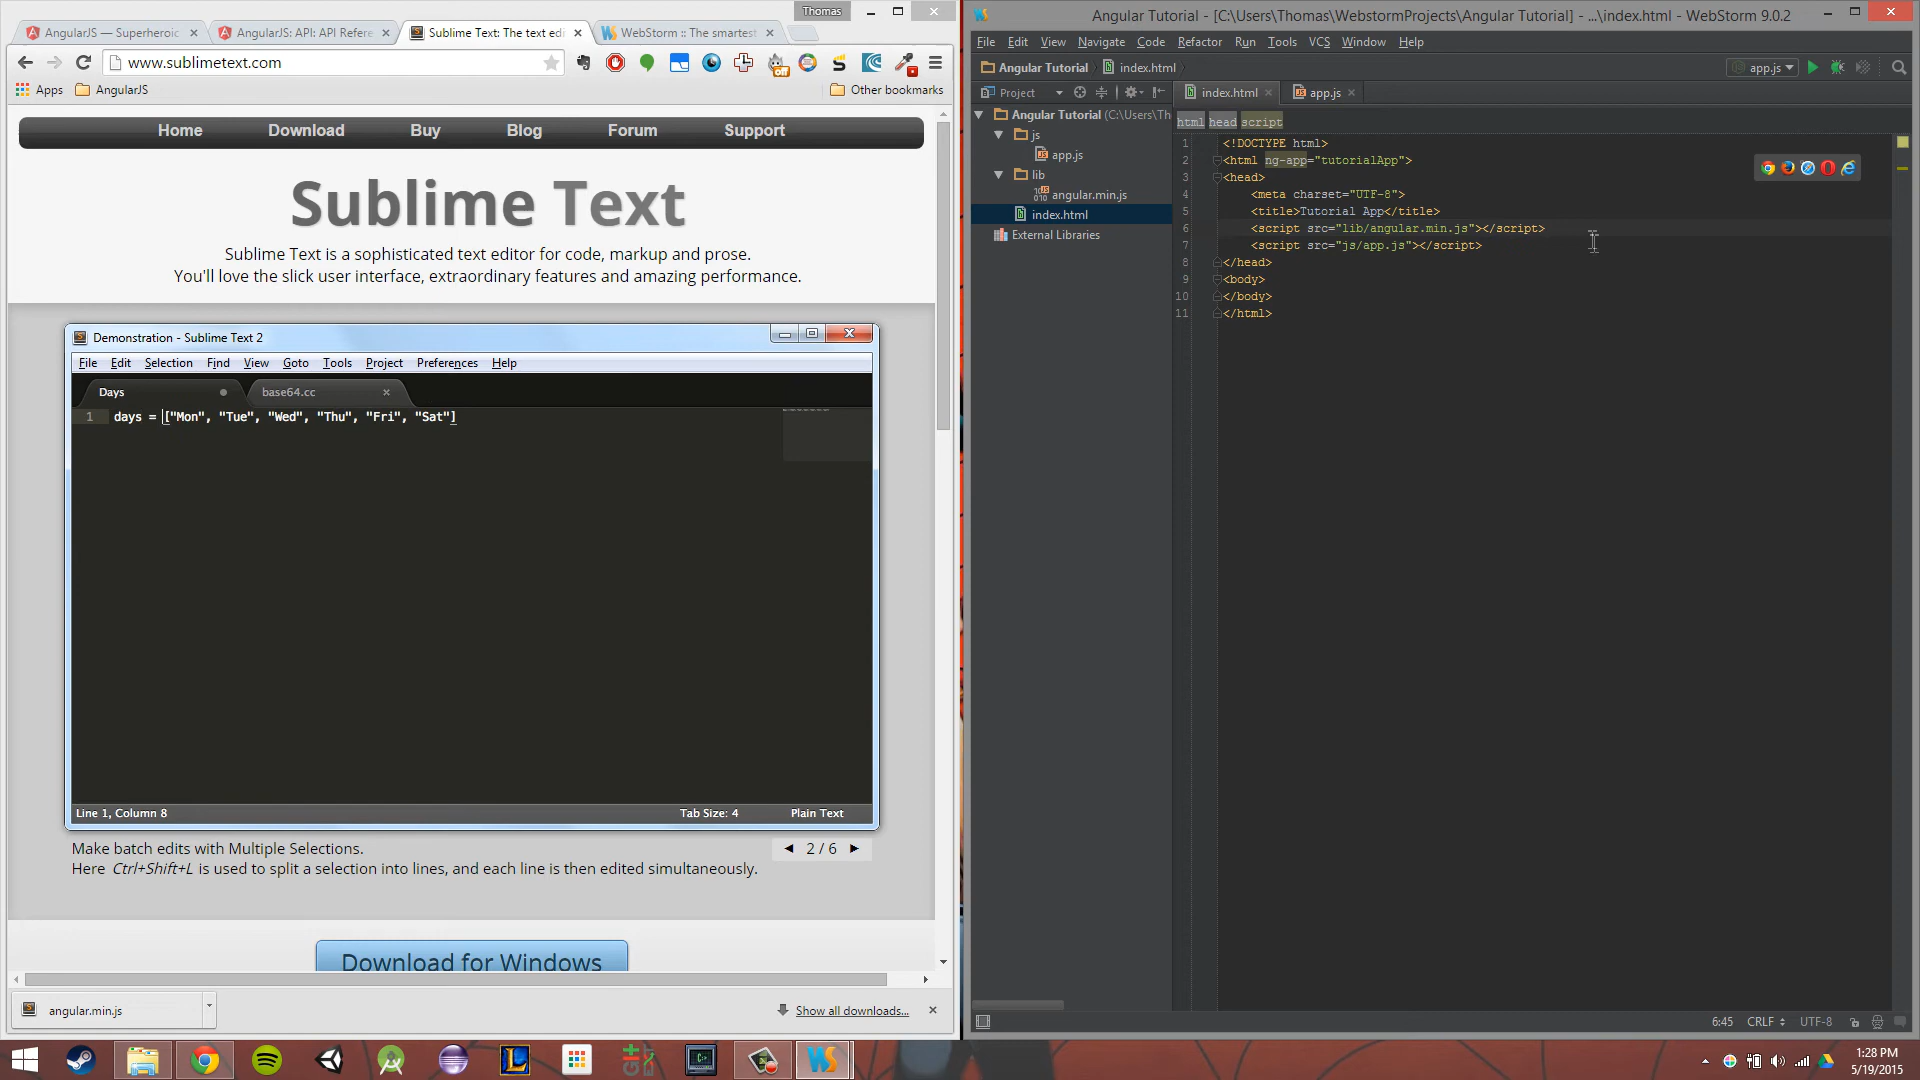 Thomas
AngularJS — Superheroic
AngularJS: API: API Refere
Sublime Text: The text edi
WebStorm :: The smartest
www.sublimetext.com
Apps
AngularJS
Other bookmarks
Home Download Buy Blog Forum Support
Sublime Text
Sublime Text is a sophisticated text editor for code, markup and prose.
You'll love the slick user interface, extraordinary features and amazing performance.
Demonstration - Sublime Text 2
File Edit Selection Find View Goto Tools Project Preferences Help
Days
base64.cc
1 days = ["Mon", "Tue", "Wed", "Thu", "Fri", "Sat"]
Line 1, Column 8
Tab Size: 4
Plain Text
Make batch edits with Multiple Selections.
Here Ctrl+Shift+L is used to split a selection into lines, and each line is then edited simultaneously.
2 / 6
Download for Windows
angular.min.js
Show all downloads...
Angular Tutorial - [C:\Users\Thomas\WebstormProjects\Angular Tutorial] - ...\index.html - WebStorm 9.0.2
File Edit View Navigate Code Refactor Run Tools VCS Window Help
Angular Tutorial
index.html
app.js
Project
index.html
app.js
Angular Tutorial (C:\Users\Th
js
app.js
lib
angular.min.js
index.html
External Libraries
html head script
1 <!DOCTYPE html>
2 <html ng-app="tutorialApp">
3 <head>
4 <meta charset="UTF-8">
5 <title>Tutorial App</title>
6 <script src="lib/angular.min.js"></script>
7 <script src="js/app.js"></script>
8 </head>
9 <body>
10 </body>
11 </html>
6:45 CRLF UTF-8
1:28 PM
5/19/2015